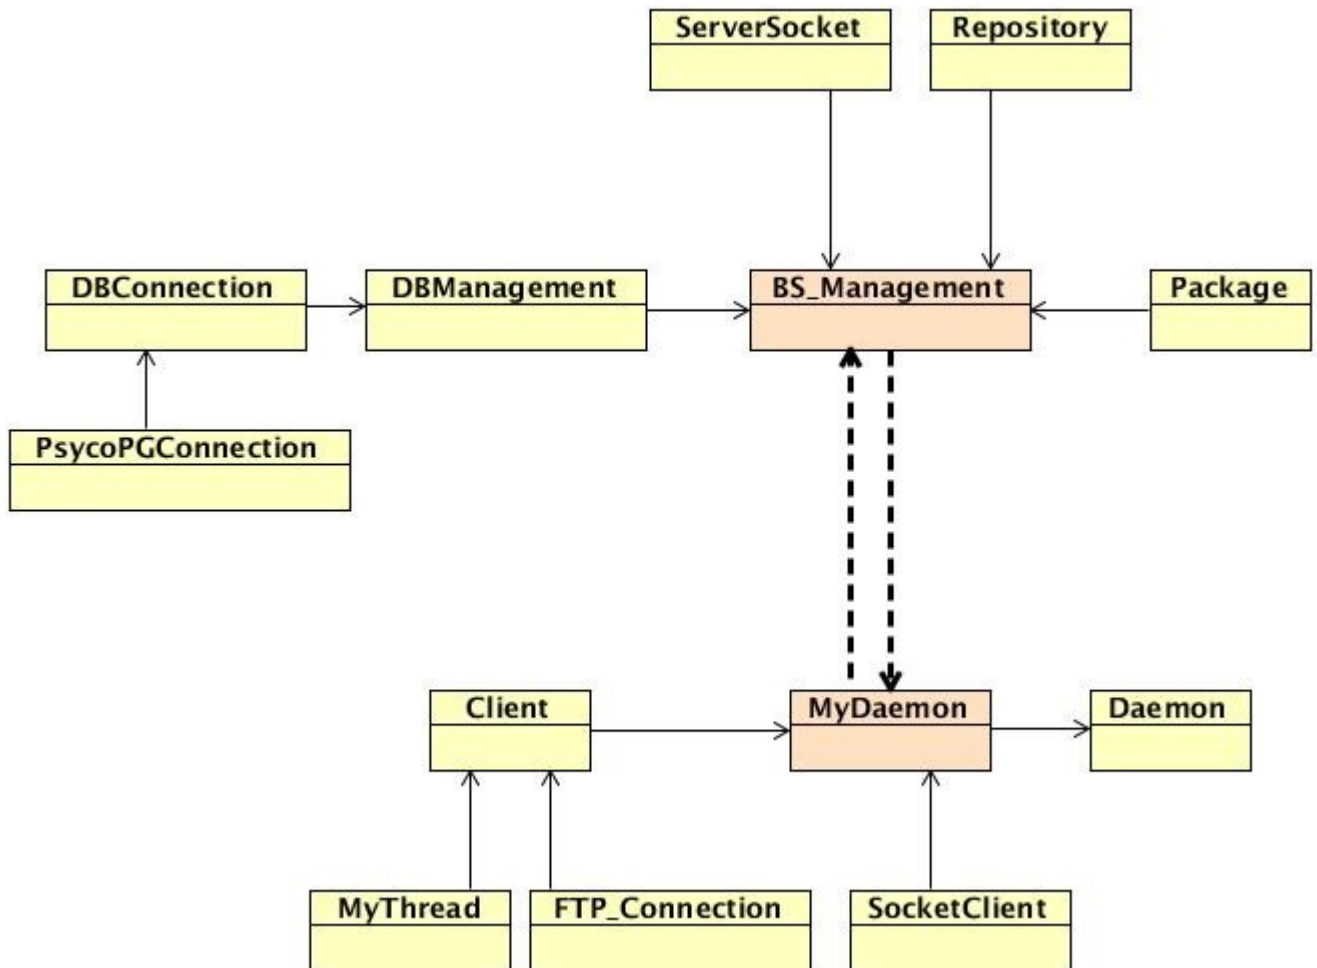 ServerSocket
Repository
DBConnection
DBManagement
BS_Management
Package
PsycoPGConnection
Client
MyDaemon
Daemon
MyThread
FTP_Connection
SocketClient